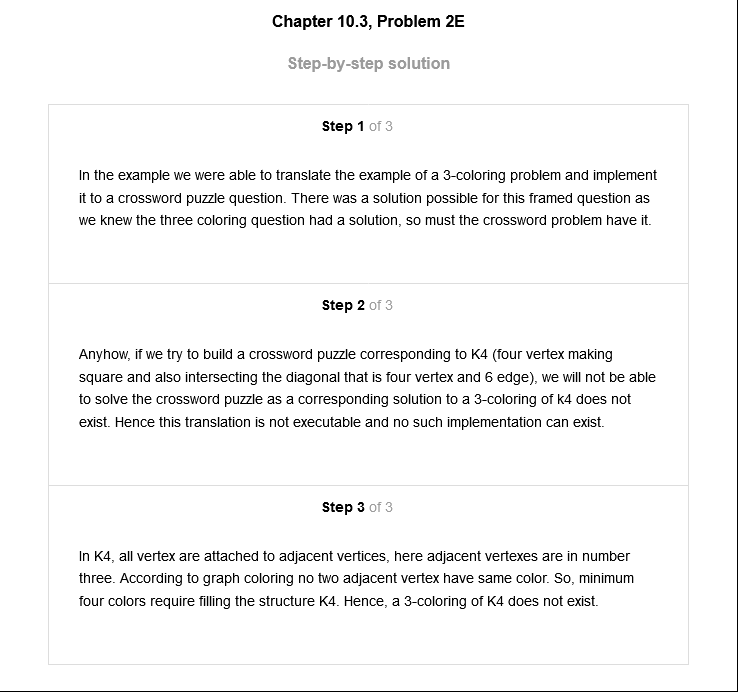 Chapter 10.3, Problem 2E
Step-by-step solution
Step 1 of 3
In the example we were able to translate the example of a 3-coloring problem and implement
it to a crossword puzzle question. There was a solution possible for this framed question as
we knew the three coloring question had a solution, so must the crossword problem have it.
Step 2 of 3
Anyhow, if we try to build a crossword puzzle corresponding to K4 (four vertex making
square and also intersecting the diagonal that is four vertex and 6 edge), we will not be able
to solve the crossword puzzle as a corresponding solution to a 3-coloring of k4 does not
exist. Hence this translation is not executable and no such implementation can exist.
Step 3 of 3
In K4, all vertex are attached to adjacent vertices, here adjacent vertexes are in number
three. According to graph coloring no two adjacent vertex have same color. So, minimum
four colors require filling the structure K4. Hence, a 3-coloring of K4 does not exist.